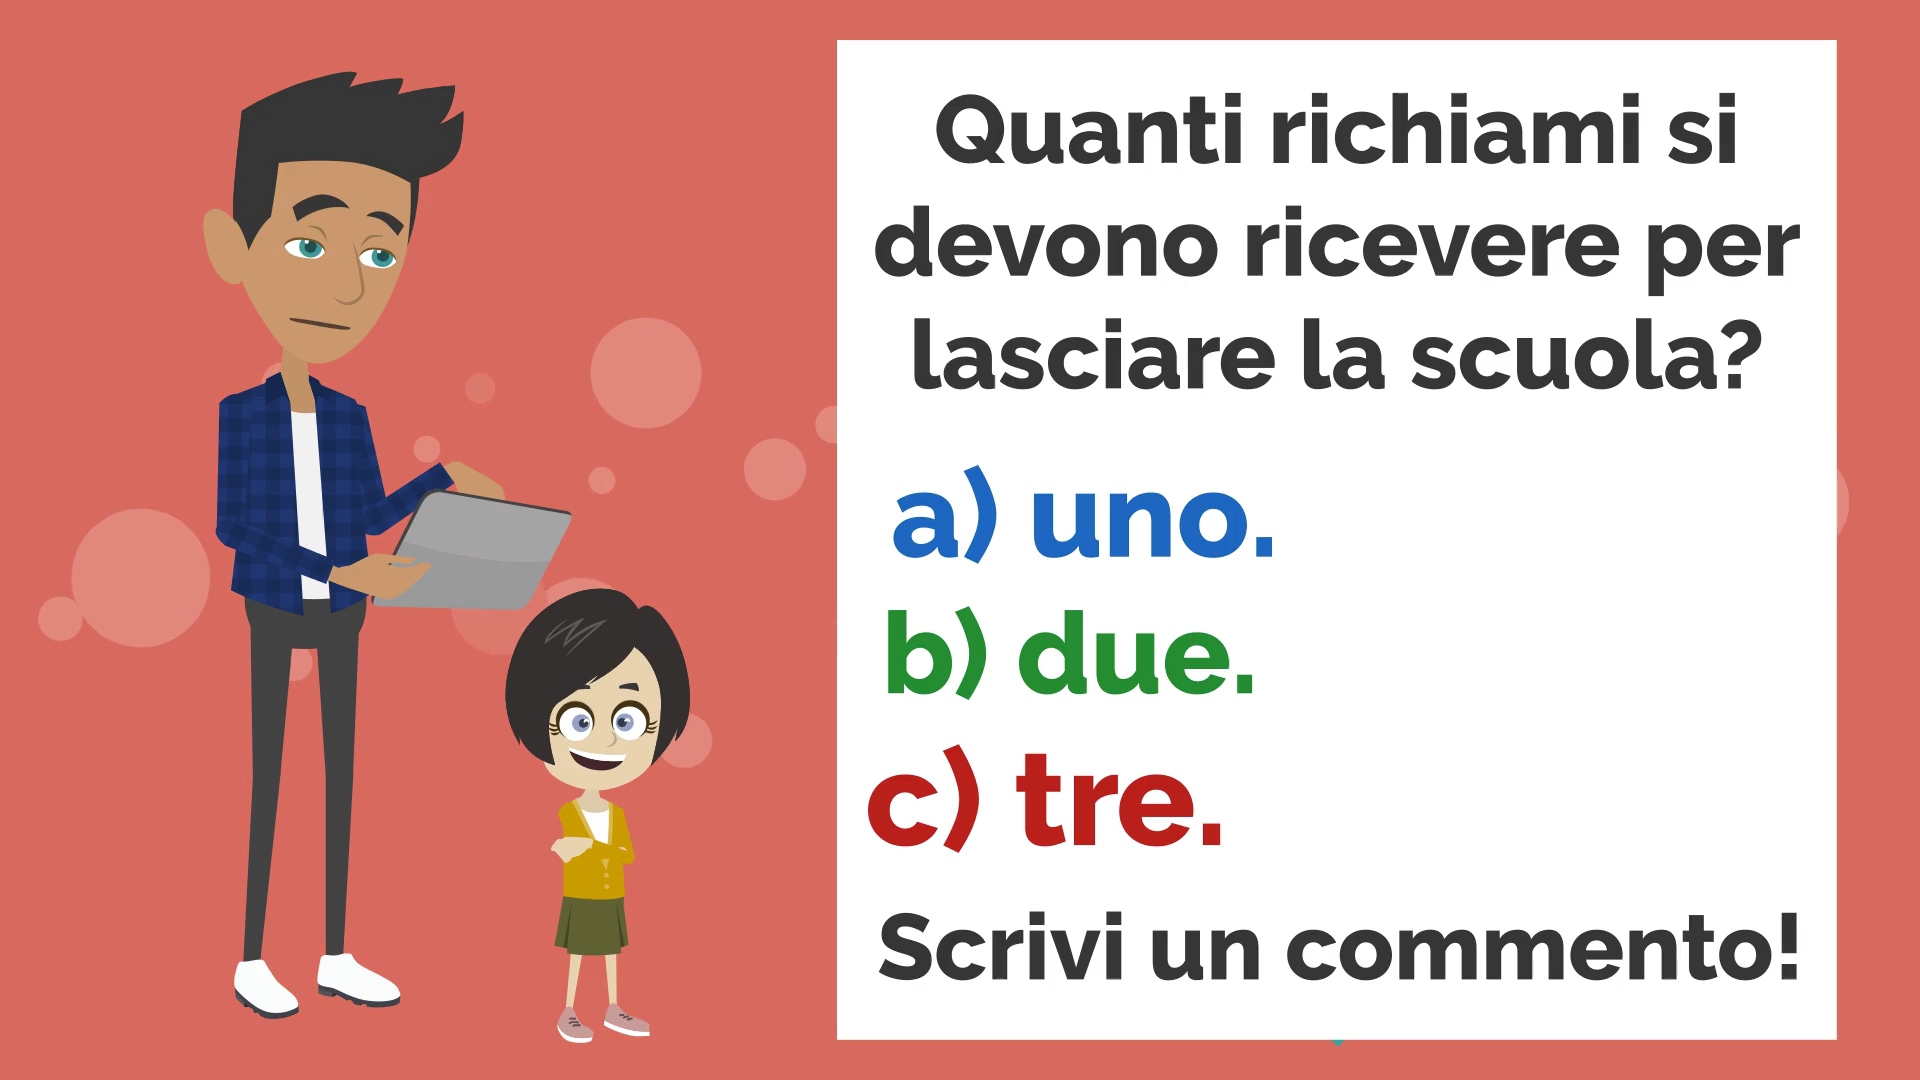 Quanti richiami si
devono ricevere per
lasciare la scuola?
a) uno.
b) due.
c) tre.
Scrivi un commento!